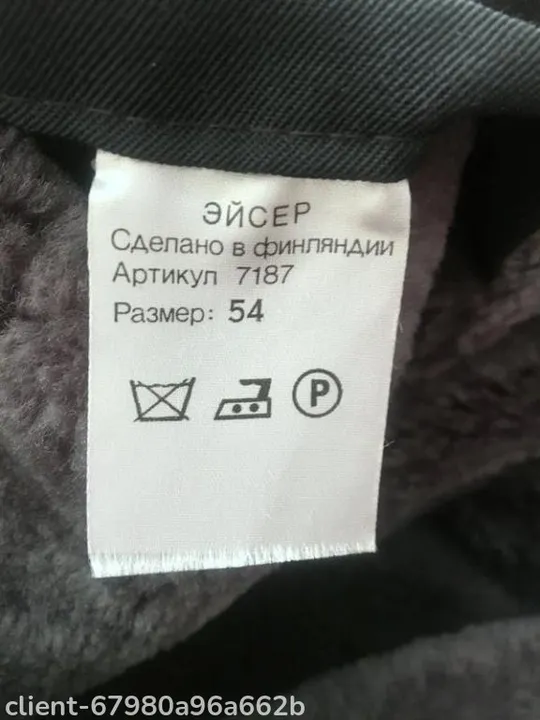 ЭЙСЕР
Сделано в финляндии
Артикул 7187
Размер: 54
P
client-67980a96a662b